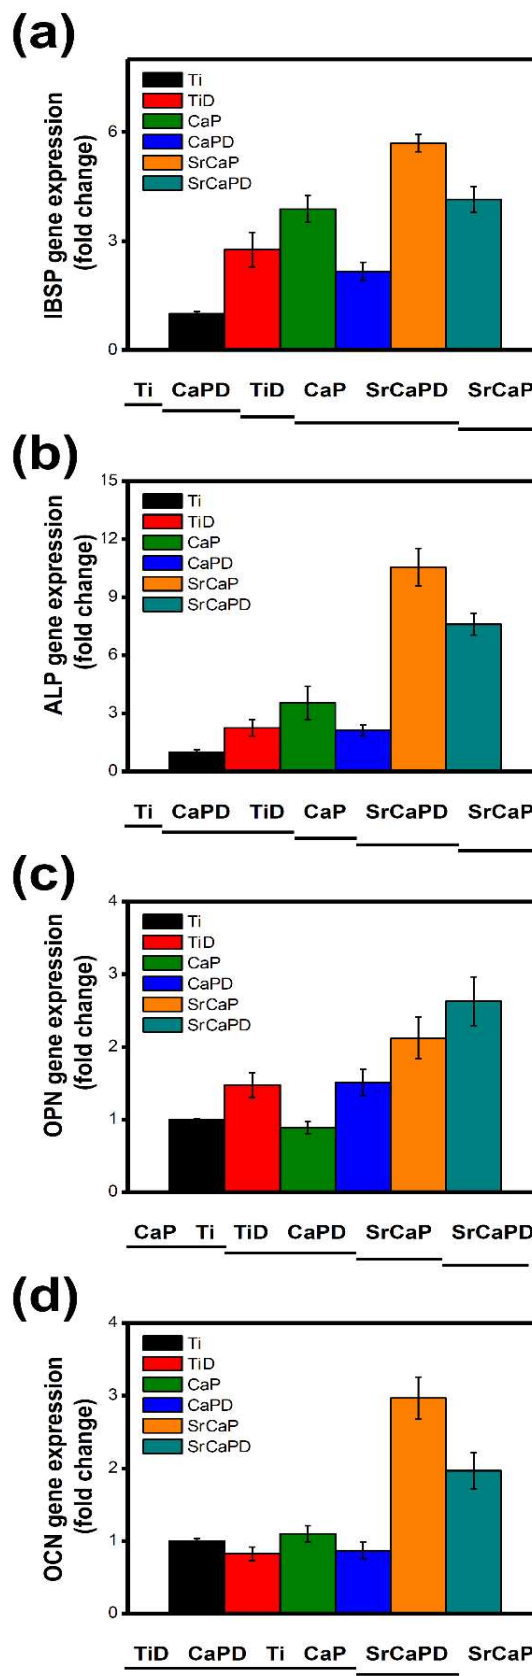 (a)
IBSP gene expression
(fold change)
Ti
TiD
CaP
CaPD
SrCaP
SrCaPD
6
3
0
Ti CaPD TiD CaP SrCaPD SrCaP
(b)
ALP gene expression
(fold change)
Ti
TiD
CaP
CaPD
SrCaP
SrCaPD
15
12
9
6
3
0
Ti CaPD TiD CaP SrCaPD SrCaP
(c)
OPN gene expression
(fold change)
Ti
TiD
CaP
CaPD
SrCaP
SrCaPD
4
3
2
1
0
CaP Ti TiD CaPD SrCaP SrCaPD
(d)
OCN gene expression
(fold change)
Ti
TiD
CaP
CaPD
SrCaP
SrCaPD
4
3
2
1
0
TiD CaPD Ti CaP SrCaPD SrCaP